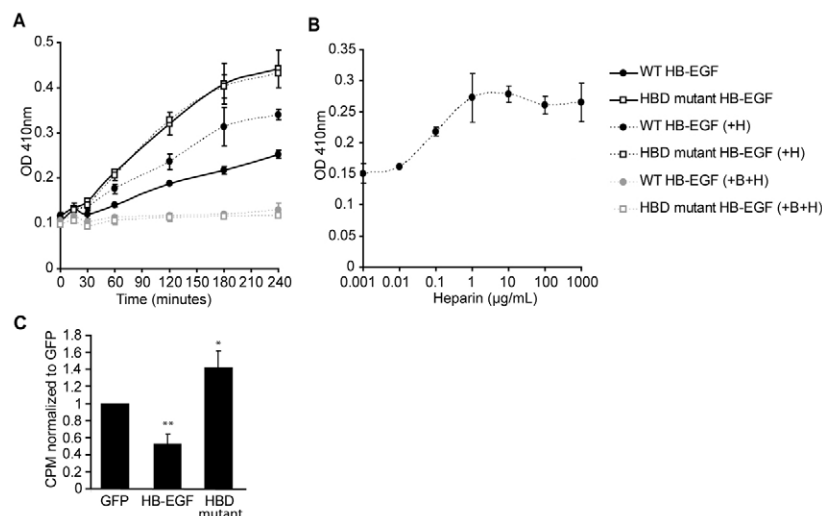 A
OD 410nm
0.5
0.4
0.3
0.2
0.1
0
0 30 60 90 120 150 180 210 240
Time (minutes)
B
OD 410nm
0.35
0.3
0.25
0.2
0.15
0.1
0.05
0
0.001 0.01 0.1 1 10 100 1000
Heparin (µg/mL)
WT HB-EGF
HBD mutant HB-EGF
WT HB-EGF (+H)
HBD mutant HB-EGF (+H)
WT HB-EGF (+B+H)
HBD mutant HB-EGF (+B+H)
C
CPM normalized to GFP
1.8
1.6
1.4
1.2
1
0.8
0.6
0.4
0.2
0
**
*
GFP HB-EGF HBD
mutant